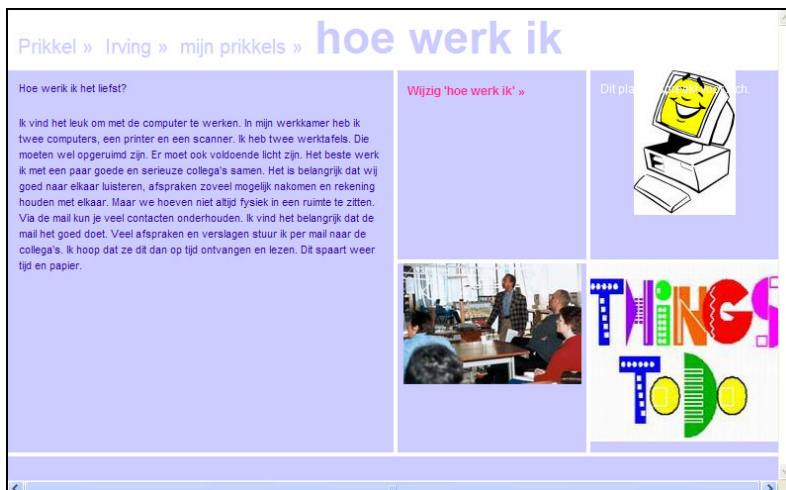 Prikkel » Irving » mijn prikkels » hoe werk ik
Hoe werk ik het liefst?
Ik vind het leuk om met de computer te werken. In mijn werkkamer heb ik
twee computers, een printer en een scanner. Ik heb twee werktafels. Die
moeten wel opgeruimd zijn. Er moet ook voldoende licht zijn. Het beste werk
ik met een paar goede en serieuze collega's samen. Het is belangrijk dat wij
goed naar elkaar luisteren, afspraken zoveel mogelijk nakomen en rekening
houden met elkaar. Maar we hoeven niet altijd fysiek in een ruimte te zitten.
Via de mail kun je veel contacten onderhouden. Ik vind het belangrijk dat de
mail het goed doet. Veel afspraken en verslagen stuur ik per mail naar de
collega's. Ik hoop dat ze dit dan op tijd ontvangen en lezen. Dit spaart weer
tijd en papier.
Wijzig 'hoe werk ik' »
Dit
THiNGS
ToDo